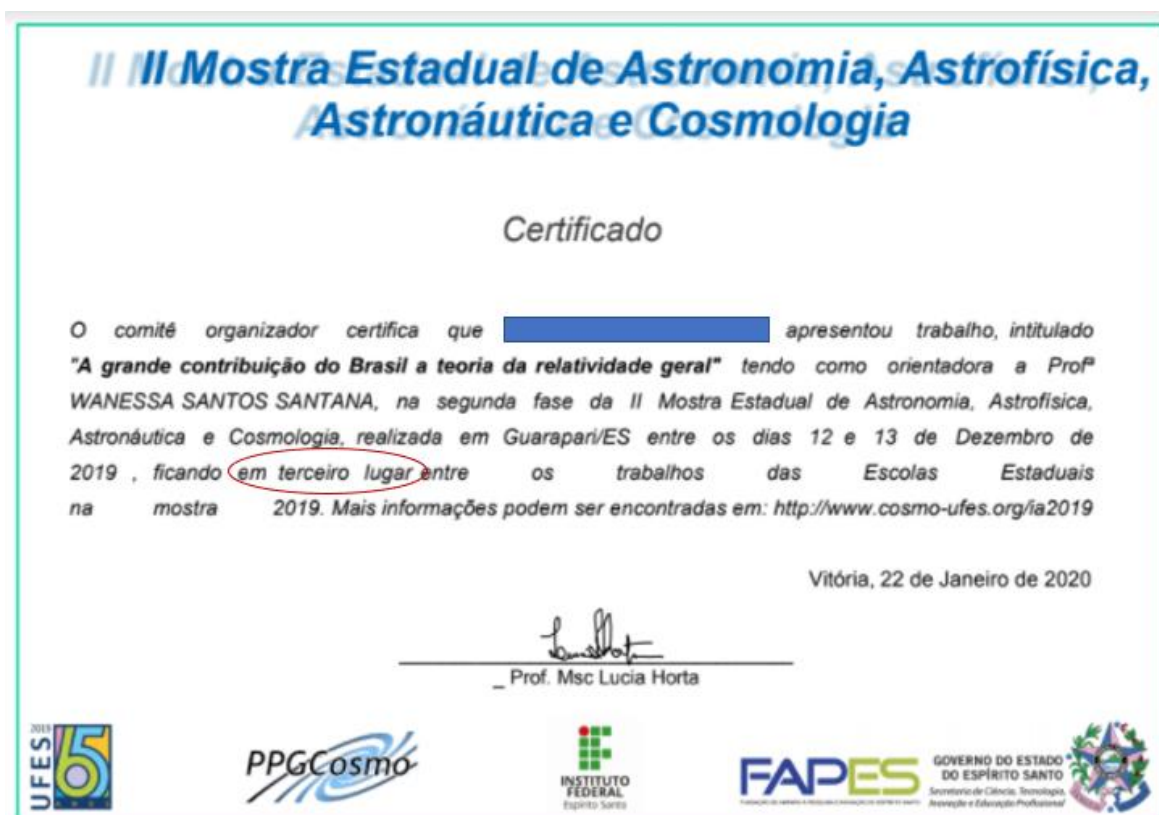 II Mostra Estadual de Astronomia, Astrofísica,
Astronáutica e Cosmologia
Certificado
O comitê organizador certifica que apresentou trabalho, intitulado
"A grande contribuição do Brasil a teoria da relatividade geral" tendo como orientadora a Profª
WANESSA SANTOS SANTANA, na segunda fase da II Mostra Estadual de Astronomia, Astrofísica,
Astronáutica e Cosmologia, realizada em Guarapari/ES entre os dias 12 e 13 de Dezembro de
2019 , ficando em terceiro lugar entre os trabalhos das Escolas Estaduais
na mostra 2019. Mais informações podem ser encontradas em: http://www.cosmo-ufes.org/ia2019
Vitória, 22 de Janeiro de 2020
_ Prof. Msc Lucia Horta
UFES
65
PPGCosmo
INSTITUTO
FEDERAL
Espírito Santo
FAPES
GOVERNO DO ESTADO
DO ESPÍRITO SANTO
Secretaria de Ciência, Tecnologia,
Inovação e Educação Profissional